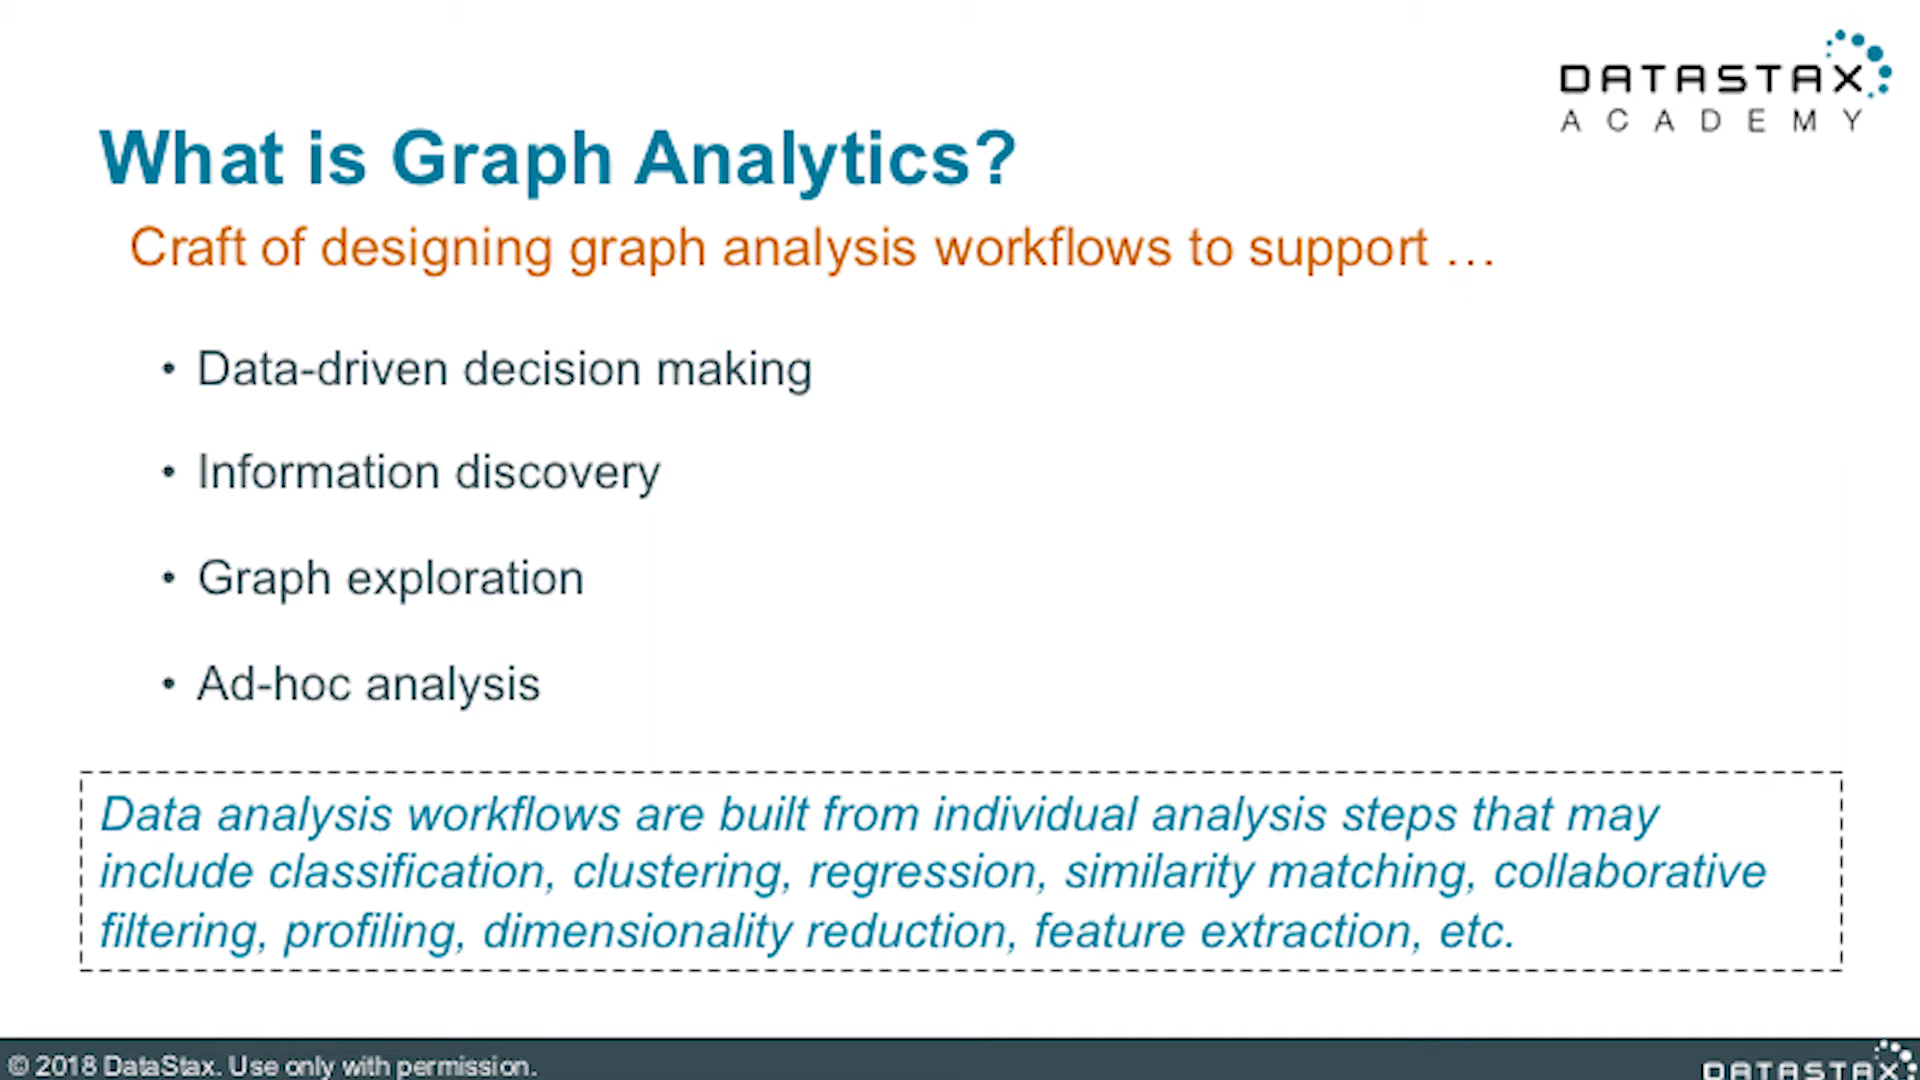 DATASTAX
ACADEMY
What is Graph Analytics?
Craft of designing graph analysis workflows to support …
• Data-driven decision making
• Information discovery
• Graph exploration
• Ad-hoc analysis
Data analysis workflows are built from individual analysis steps that may
include classification, clustering, regression, similarity matching, collaborative
filtering, profiling, dimensionality reduction, feature extraction, etc.
© 2018 DataStax. Use only with permission.
DATASTAX